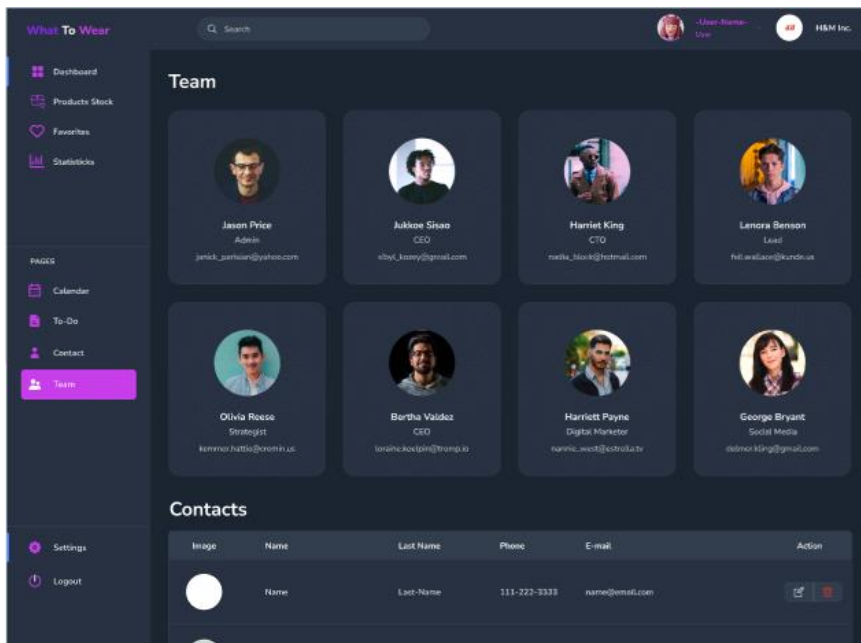 What To Wear
Search
-User-Name-
User
H&M Inc.
Dashboard
Products Stock
Favorites
Statisticks
PAGES
Calendar
To-Do
Contact
Team
Settings
Logout
Team
Jason Price
Admin
janick_parisian@yahoo.com
Jukkoe Sisao
CEO
sibyl_kozey@gmail.com
Harriet King
CTO
nadia_block@hotmail.com
Lenora Benson
Lead
feil.wallace@kunde.us
Olivia Reese
Strategist
kemmer.hattie@cremin.us
Bertha Valdez
CEO
loraine.koelpin@tromp.io
Harriett Payne
Digital Marketer
nannie_west@estrella.tv
George Bryant
Social Media
delmer.kling@gmail.com
Contacts
Image Name Last Name Phone E-mail Action
Name Last-Name 111-222-3333 name@email.com